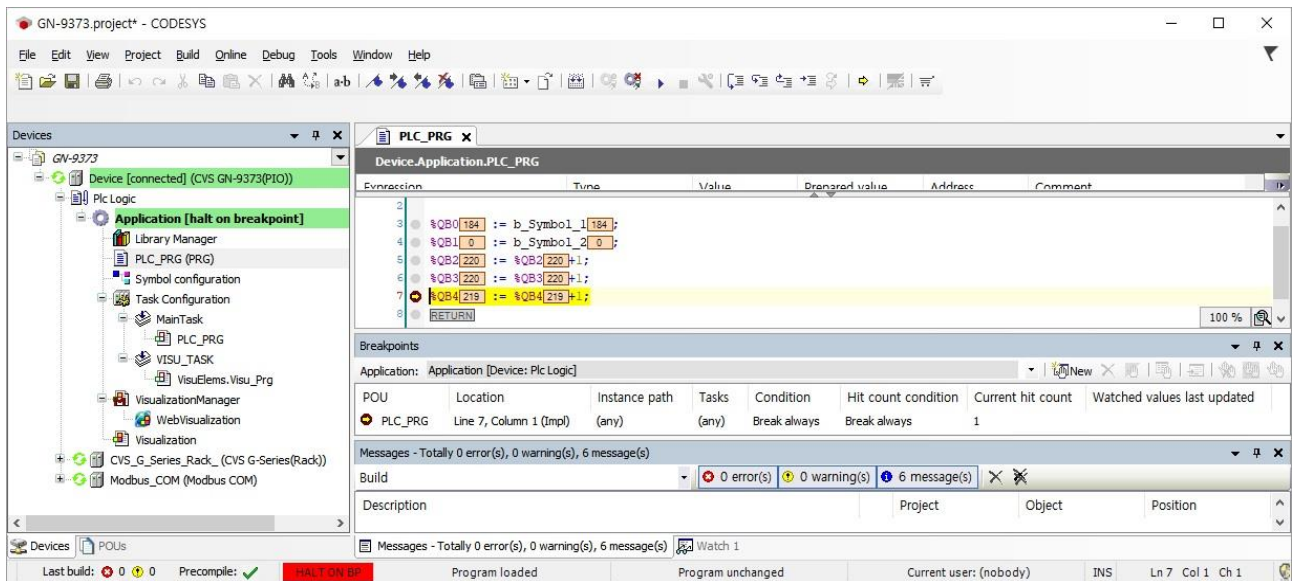 GN-9373.project* - CODESYS
File Edit View Project Build Online Debug Tools Window Help
Devices
GN-9373
Device [connected] (CVS GN-9373(PIO))
Plc Logic
Application [halt on breakpoint]
Library Manager
PLC_PRG (PRG)
Symbol configuration
Task Configuration
MainTask
PLC_PRG
VISU_TASK
VisuElems.Visu_Prg
VisualizationManager
WebVisualization
Visualization
CVS_G_Series_Rack_ (CVS G-Series(Rack))
Modbus_COM (Modbus COM)
Devices POUs
PLC_PRG
Device.Application.PLC_PRG
Expression Type Value Prepared value Address Comment
2
3 %QB0 184 := b_Symbol_1 184 ;
4 %QB1 0 := b_Symbol_2 0 ;
5 %QB2 220 := %QB2 220 +1;
6 %QB3 220 := %QB3 220 +1;
7 %QB4 219 := %QB4 219 +1;
8 RETURN
100 %
Breakpoints
Application: Application [Device: Plc Logic] New
POU Location Instance path Tasks Condition Hit count condition Current hit count Watched values last updated
PLC_PRG Line 7, Column 1 (Impl) (any) (any) Break always Break always 1
Messages - Totally 0 error(s), 0 warning(s), 6 message(s)
Build 0 error(s) 0 warning(s) 6 message(s)
Description Project Object Position
Messages - Totally 0 error(s), 0 warning(s), 6 message(s) Watch 1
Last build: 0 0 Precompile: HALT ON BP Program loaded Program unchanged Current user: (nobody) INS Ln 7 Col 1 Ch 1